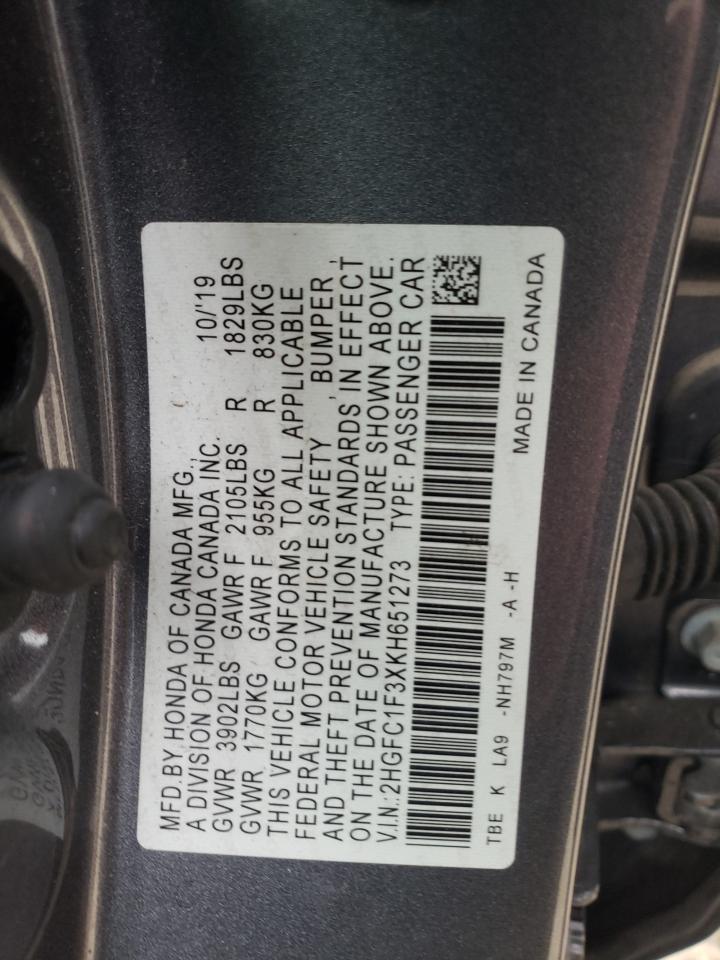 MFD.BY HONDA OF CANADA MFG.,
A DIVISION OF HONDA CANADA INC. 10/'19
GVWR 3902LBS GAWR F 2105LBS R 1829LBS
GVWR 1770KG GAWR F 955KG R 830KG
THIS VEHICLE CONFORMS TO ALL APPLICABLE
FEDERAL MOTOR VEHICLE SAFETY , BUMPER ,
AND THEFT PREVENTION STANDARDS IN EFFECT
ON THE DATE OF MANUFACTURE SHOWN ABOVE.
V.I.N.:2HGFC1F3XKH651273 TYPE: PASSENGER CAR
TBE K LA9 -NH797M -A -H MADE IN CANADA